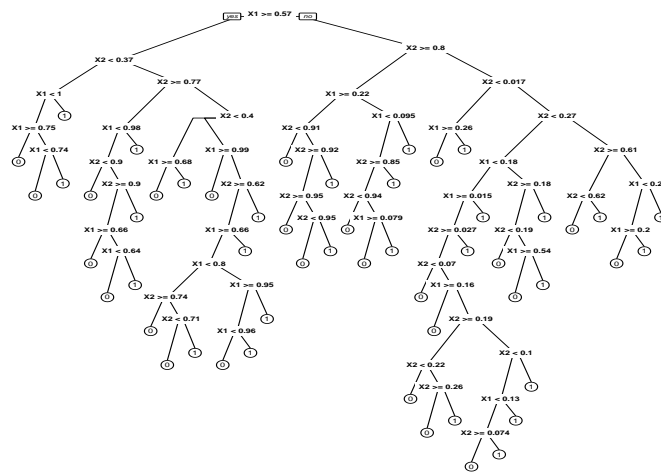 yes X1 >= 0.57 no
X2 >= 0.8
X2 < 0.37
X2 >= 0.77 X2 < 0.017
X1 < 1 X1 >= 0.22
X2 < 0.4 X1 < 0.095 X2 < 0.27
1
X1 >= 0.75 X1 < 0.98 X2 < 0.91 X1 >= 0.26
1 X1 < 0.74 X1 >= 0.99 X2 >= 0.92 1 X2 >= 0.61
0 X2 < 0.9 1 X1 >= 0.68 0 X2 >= 0.85 0 1 X1 < 0.18
0 1 0 X2 >= 0.9 0 1 0 X2 >= 0.62 X2 >= 0.18 X1 < 0.2
X2 >= 0.95 1 X2 < 0.94 1 X1 >= 0.015 X2 < 0.62 1
X1 >= 0.66 1 X1 >= 0.66 1 0 X2 < 0.95 0 X1 >= 0.079 X2 >= 0.027 1 X2 < 0.19 1 0 1 X1 >= 0.2 1
0 X1 < 0.64 X1 < 0.8 1 0 1 0 1 0 1 0 X1 >= 0.54 0 1
X2 < 0.07
0 1 X1 >= 0.95 0 X1 >= 0.16 0 1
X2 >= 0.74
0 X2 < 0.71 1 0 X2 >= 0.19
X1 < 0.96
0 1 0 1 X2 < 0.1
X2 < 0.22
X2 >= 0.26 1
0 X1 < 0.13
0 1 1
X2 >= 0.074
0 1